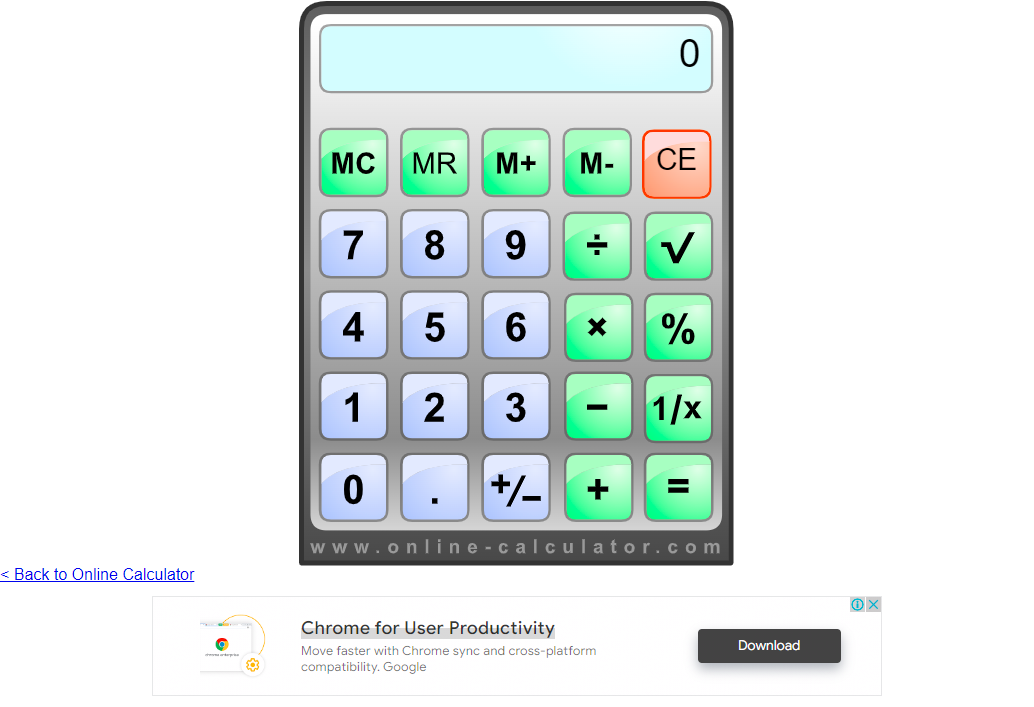 0
MC MR M+ M- CE
7 8 9 ÷ √
4 5 6 × %
1 2 3 − 1/x
0 . +/− + =
www.online-calculator.com
< Back to Online Calculator
Chrome for User Productivity
Move faster with Chrome sync and cross-platform
compatibility. Google
Download